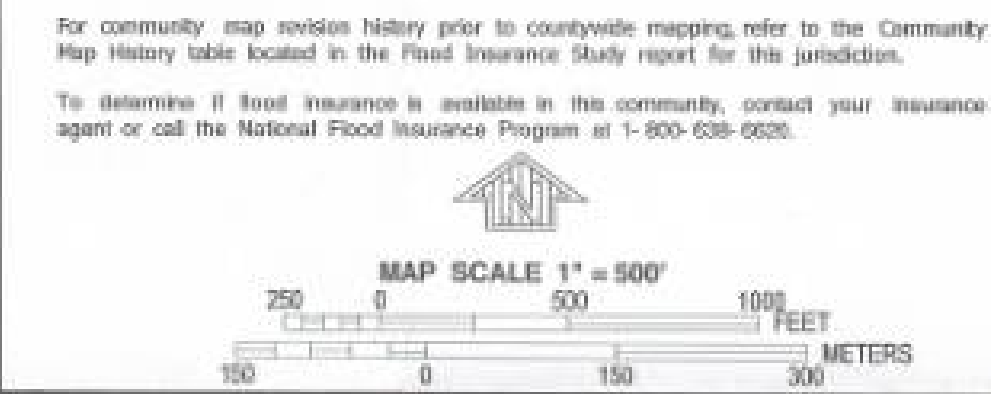 For community map revision history prior to countywide mapping, refer to the Community
Map History table located in the Flood Insurance Study report for this jurisdiction.
To determine if flood insurance is available in this community, contact your insurance
agent or call the National Flood Insurance Program at 1- 800- 638- 6620.
N
MAP SCALE 1" = 500'
250 0 500 1000
FEET
METERS
150 0 150 300